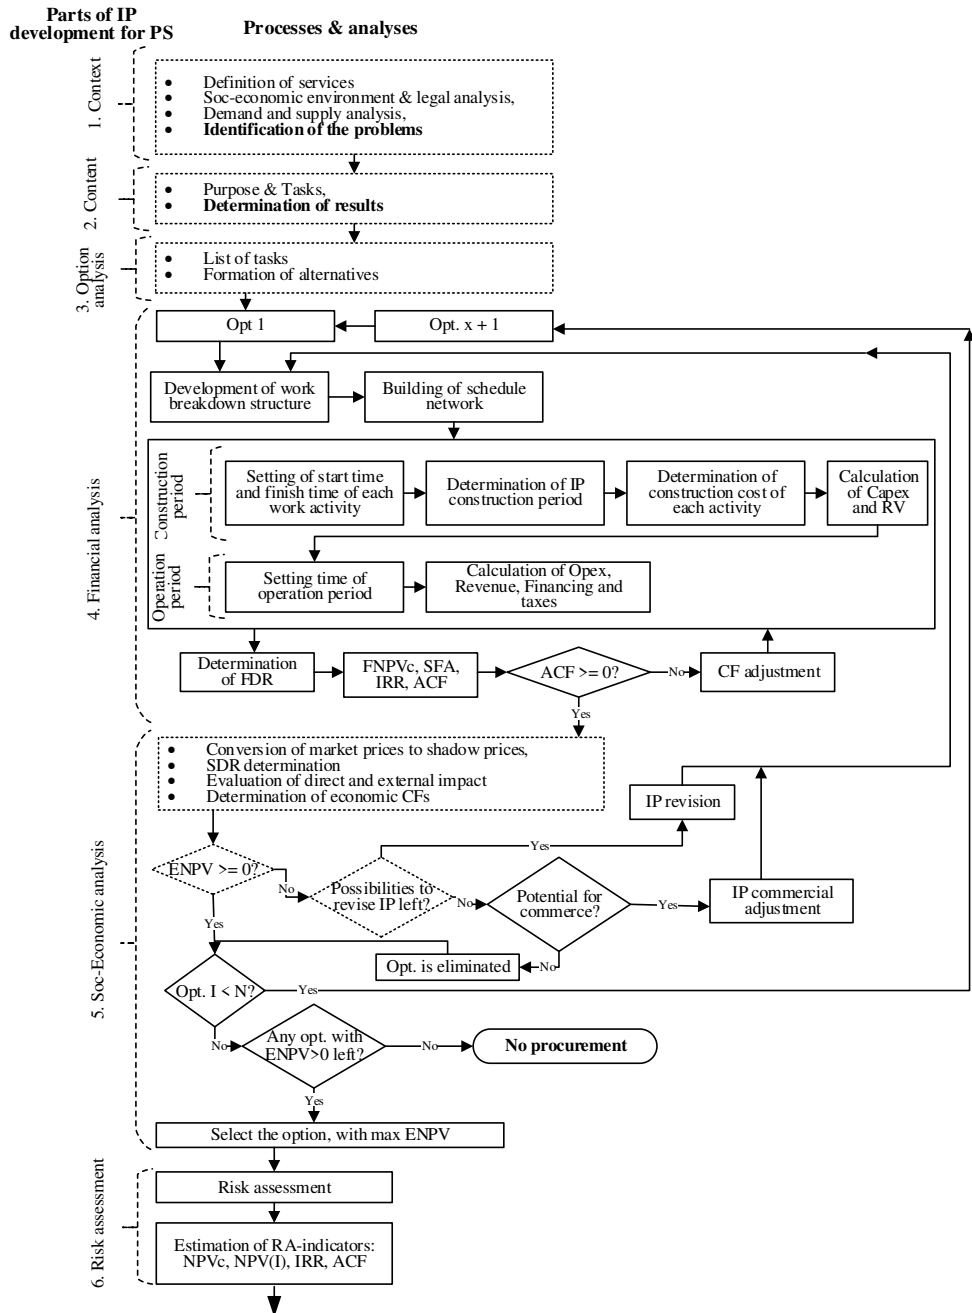 Parts of IP
development for PS
Processes & analyses
1. Context
• Definition of services
• Soc-economic environment & legal analysis,
• Demand and supply analysis,
• Identification of the problems
2. Content
• Purpose & Tasks,
• Determination of results
3. Option
analysis
• List of tasks
• Formation of alternatives
4. Financial analysis
Opt 1
Opt. x + 1
Development of work
breakdown structure
Building of schedule
network
Construction
period
Setting of start time
and finish time of each
work activity
Determination of IP
construction period
Determination of
construction cost of
each activity
Calculation
of Capex
and RV
Operation
period
Setting time of
operation period
Calculation of Opex,
Revenue, Financing and
taxes
Determination
of FDR
FNPVc, SFA,
IRR, ACF
ACF >= 0?
No
CF adjustment
Yes
5. Soc-Economic analysis
• Conversion of market prices to shadow prices,
• SDR determination
• Evaluation of direct and external impact
• Determination of economic CFs
IP revision
Yes
ENPV >= 0?
No
Possibilities to
revise IP left?
No
Potential for
commerce?
Yes
IP commercial
adjustment
Yes
Opt. is eliminated
No
Opt. I < N?
Yes
No
Any opt. with
ENPV>0 left?
No
No procurement
Yes
Select the option, with max ENPV
6. Risk assessment
Risk assessment
Estimation of RA-indicators:
NPVc, NPV(I), IRR, ACF